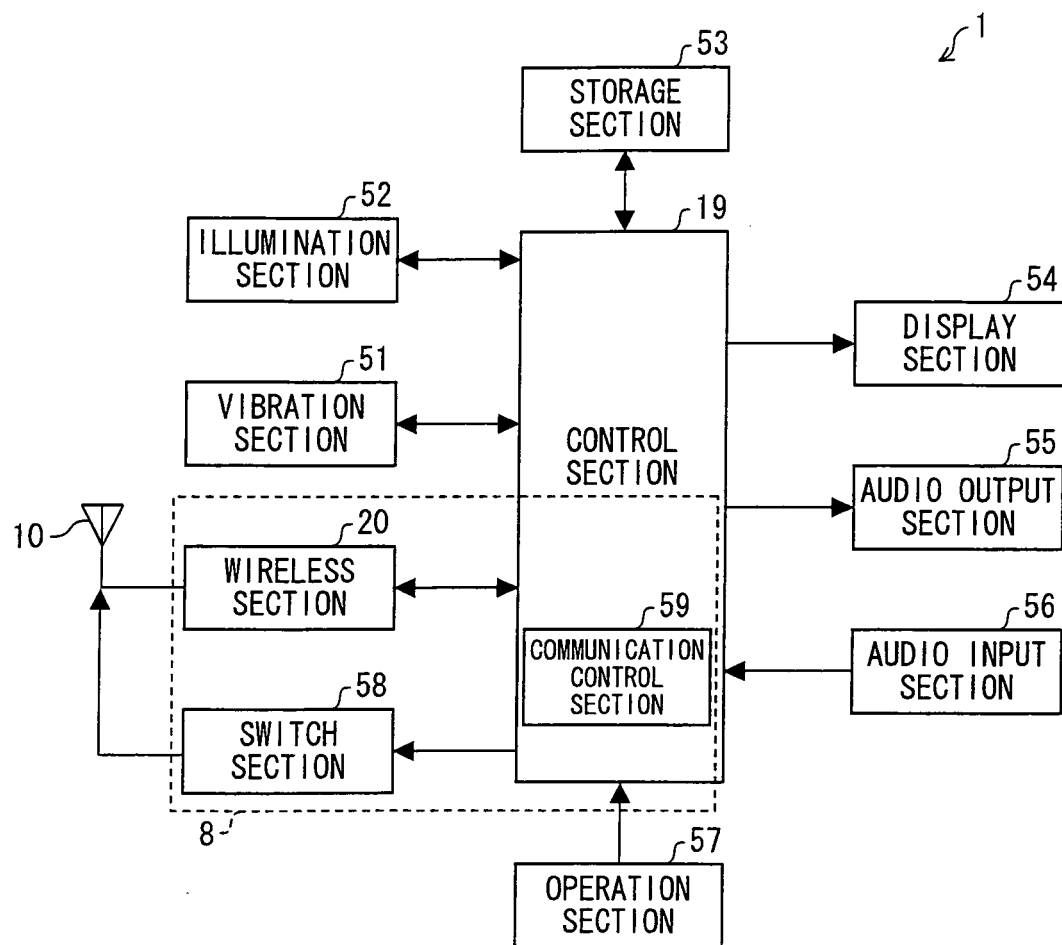 1
53
STORAGE
SECTION
52
ILLUMINATION
SECTION
19
CONTROL
SECTION
54
DISPLAY
SECTION
51
VIBRATION
SECTION
55
AUDIO OUTPUT
SECTION
10
20
WIRELESS
SECTION
59
COMMUNICATION
CONTROL
SECTION
56
AUDIO INPUT
SECTION
58
SWITCH
SECTION
8
57
OPERATION
SECTION